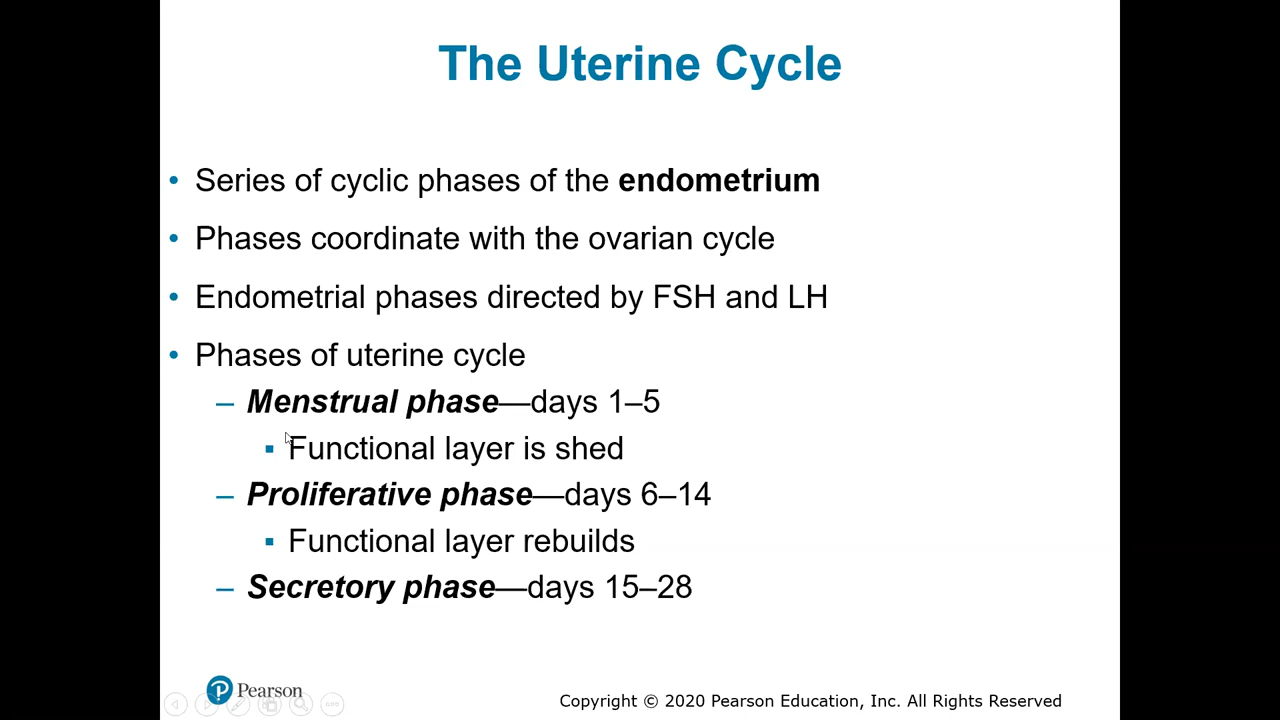 The Uterine Cycle
• Series of cyclic phases of the endometrium
• Phases coordinate with the ovarian cycle
• Endometrial phases directed by FSH and LH
• Phases of uterine cycle
– Menstrual phase—days 1–5
▪ Functional layer is shed
– Proliferative phase—days 6–14
▪ Functional layer rebuilds
– Secretory phase—days 15–28
Pearson
Copyright © 2020 Pearson Education, Inc. All Rights Reserved